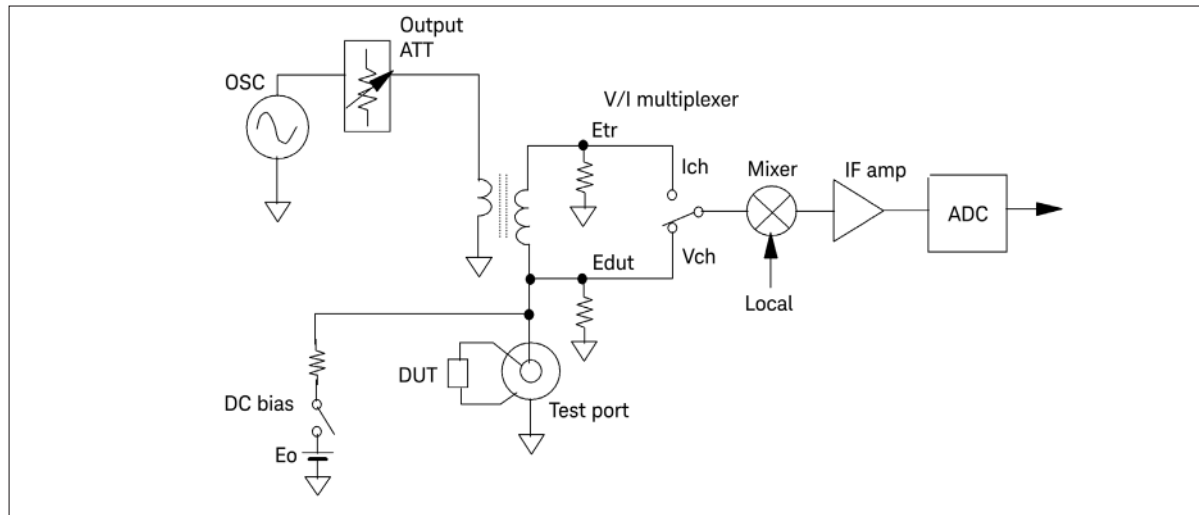 Output
ATT
OSC
V/I multiplexer
Etr
Ich
Mixer
IF amp
ADC
Vch
Edut
Local
DUT
Test port
DC bias
Eo